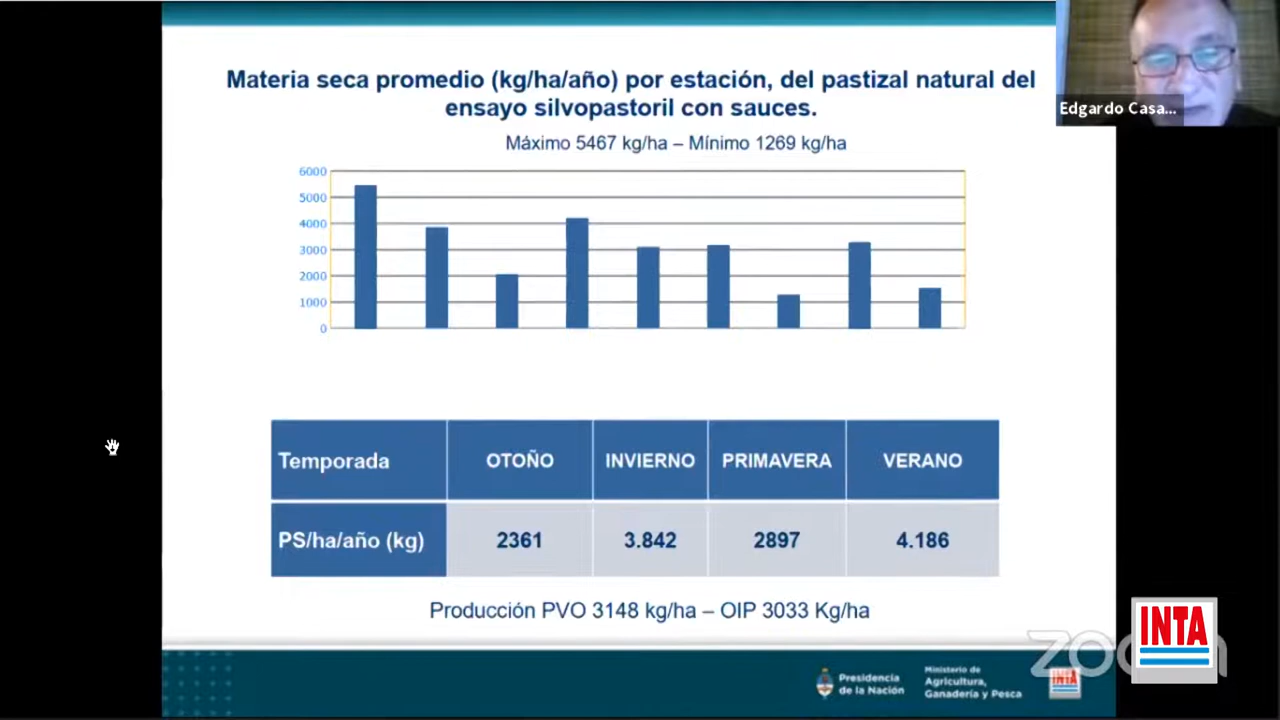 Materia seca promedio (kg/ha/año) por estación, del pastizal natural del
ensayo silvopastoril con sauces.
Edgardo Casa...
Máximo 5467 kg/ha – Mínimo 1269 kg/ha
6000
5000
4000
3000
2000
1000
0
Temporada OTOÑO INVIERNO PRIMAVERA VERANO
PS/ha/año (kg) 2361 3.842 2897 4.186
Producción PVO 3148 kg/ha – OIP 3033 Kg/ha
INTA
Presidencia
de la Nación
Ministerio de
Agricultura,
Ganadería y Pesca
INTA